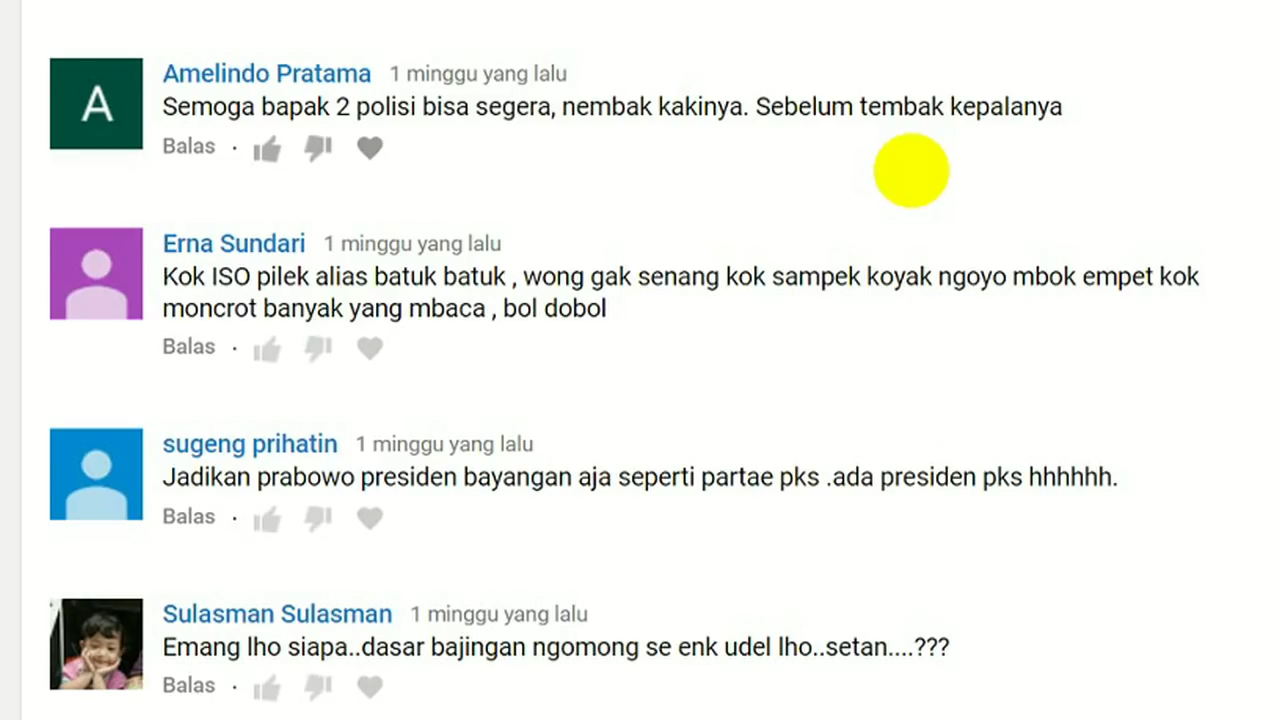 A
Amelindo Pratama 1 minggu yang lalu
Semoga bapak 2 polisi bisa segera, nembak kakinya. Sebelum tembak kepalanya
Balas ·
Erna Sundari 1 minggu yang lalu
Kok ISO pilek alias batuk batuk , wong gak senang kok sampek koyak ngoyo mbok empet kok
moncrot banyak yang mbaca , bol dobol
Balas ·
sugeng prihatin 1 minggu yang lalu
Jadikan prabowo presiden bayangan aja seperti partae pks .ada presiden pks hhhhhh.
Balas ·
Sulasman Sulasman 1 minggu yang lalu
Emang lho siapa..dasar bajingan ngomong se enk udel lho..setan....???
Balas ·